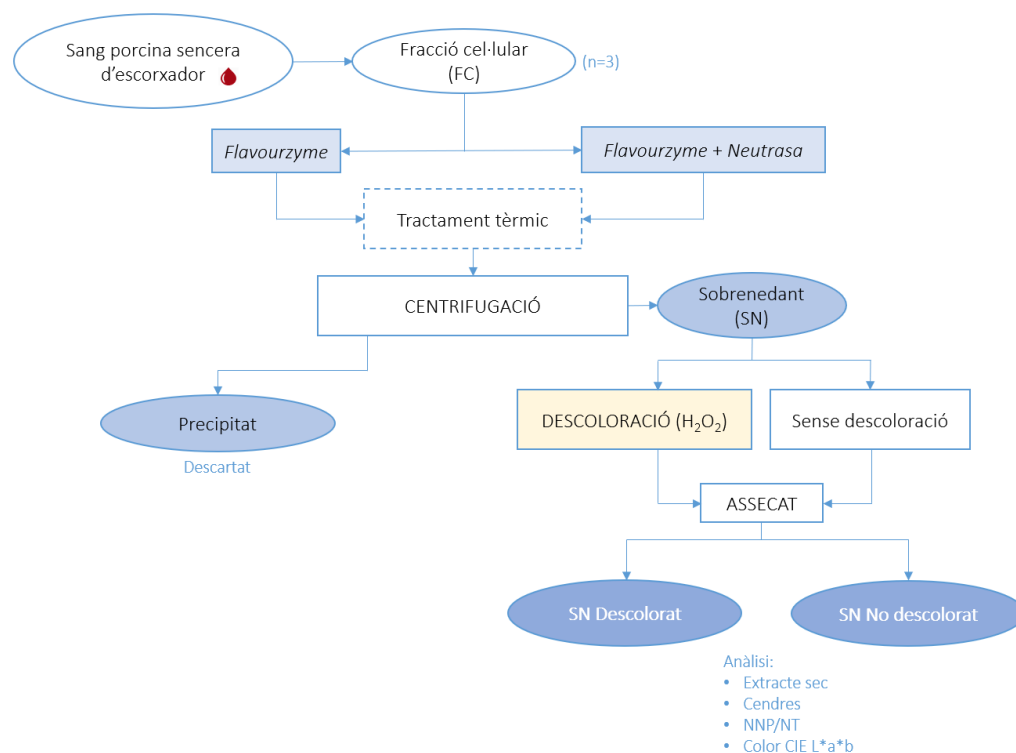 Sang porcina sencera
d'escorxador
Fracció cel·lular
(FC)
(n=3)
Flavourzyme
Flavourzyme + Neutrasa
Tractament tèrmic
CENTRIFUGACIÓ
Sobrenedant
(SN)
Precipitat
Descartat
DESCOLORACIÓ (H₂O₂)
Sense descoloració
ASSECAT
SN Descolorat
SN No descolorat
Anàlisi:
• Extracte sec
• Cendres
• NNP/NT
• Color CIE L*a*b